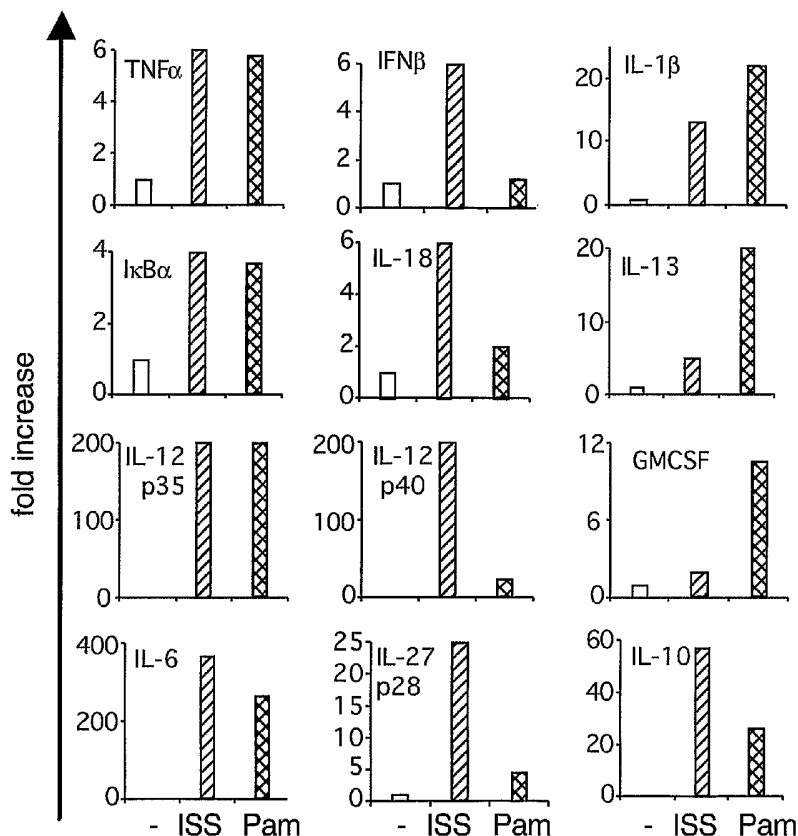 fold increase
TNFα
6
4
2
0
IFNβ
6
4
2
0
IL-1β
20
10
0
IκBα
4
2
0
IL-18
6
4
2
0
IL-13
20
10
0
IL-12
p35
200
100
0
IL-12
p40
200
100
0
GMCSF
12
6
0
IL-6
400
200
0
IL-27
p28
25
20
15
10
5
0
IL-10
60
40
20
0
- ISS Pam
- ISS Pam
- ISS Pam